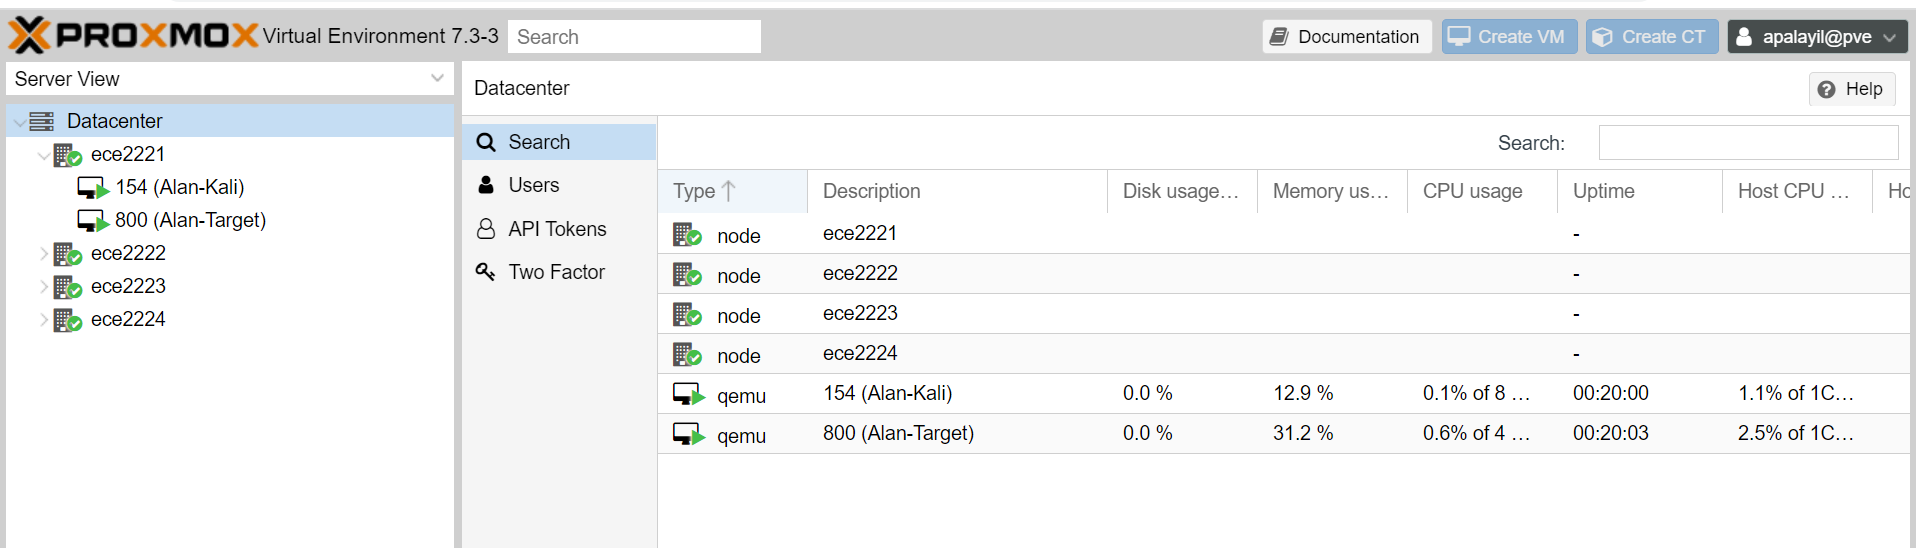 PROXMOX Virtual Environment 7.3-3 Search Documentation Create VM Create CT apalayil@pve
Server View
Datacenter
ece2221
154 (Alan-Kali)
800 (Alan-Target)
ece2222
ece2223
ece2224
Datacenter Help
Search
Users
API Tokens
Two Factor
Search:
Type Description Disk usage... Memory us... CPU usage Uptime Host CPU ... Ho
node ece2221 -
node ece2222 -
node ece2223 -
node ece2224 -
qemu 154 (Alan-Kali) 0.0 % 12.9 % 0.1% of 8 ... 00:20:00 1.1% of 1C...
qemu 800 (Alan-Target) 0.0 % 31.2 % 0.6% of 4 ... 00:20:03 2.5% of 1C...